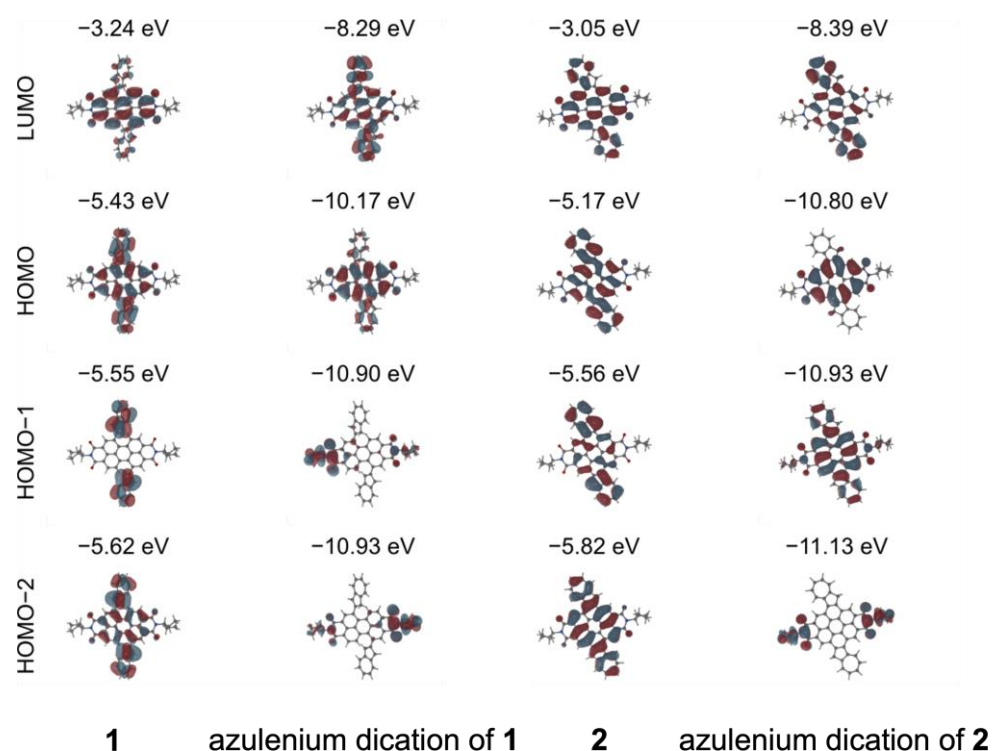 −3.24 eV −8.29 eV −3.05 eV −8.39 eV
LUMO
−5.43 eV −10.17 eV −5.17 eV −10.80 eV
HOMO
−5.55 eV −10.90 eV −5.56 eV −10.93 eV
HOMO−1
−5.62 eV −10.93 eV −5.82 eV −11.13 eV
HOMO−2
1 azulenium dication of 1 2 azulenium dication of 2